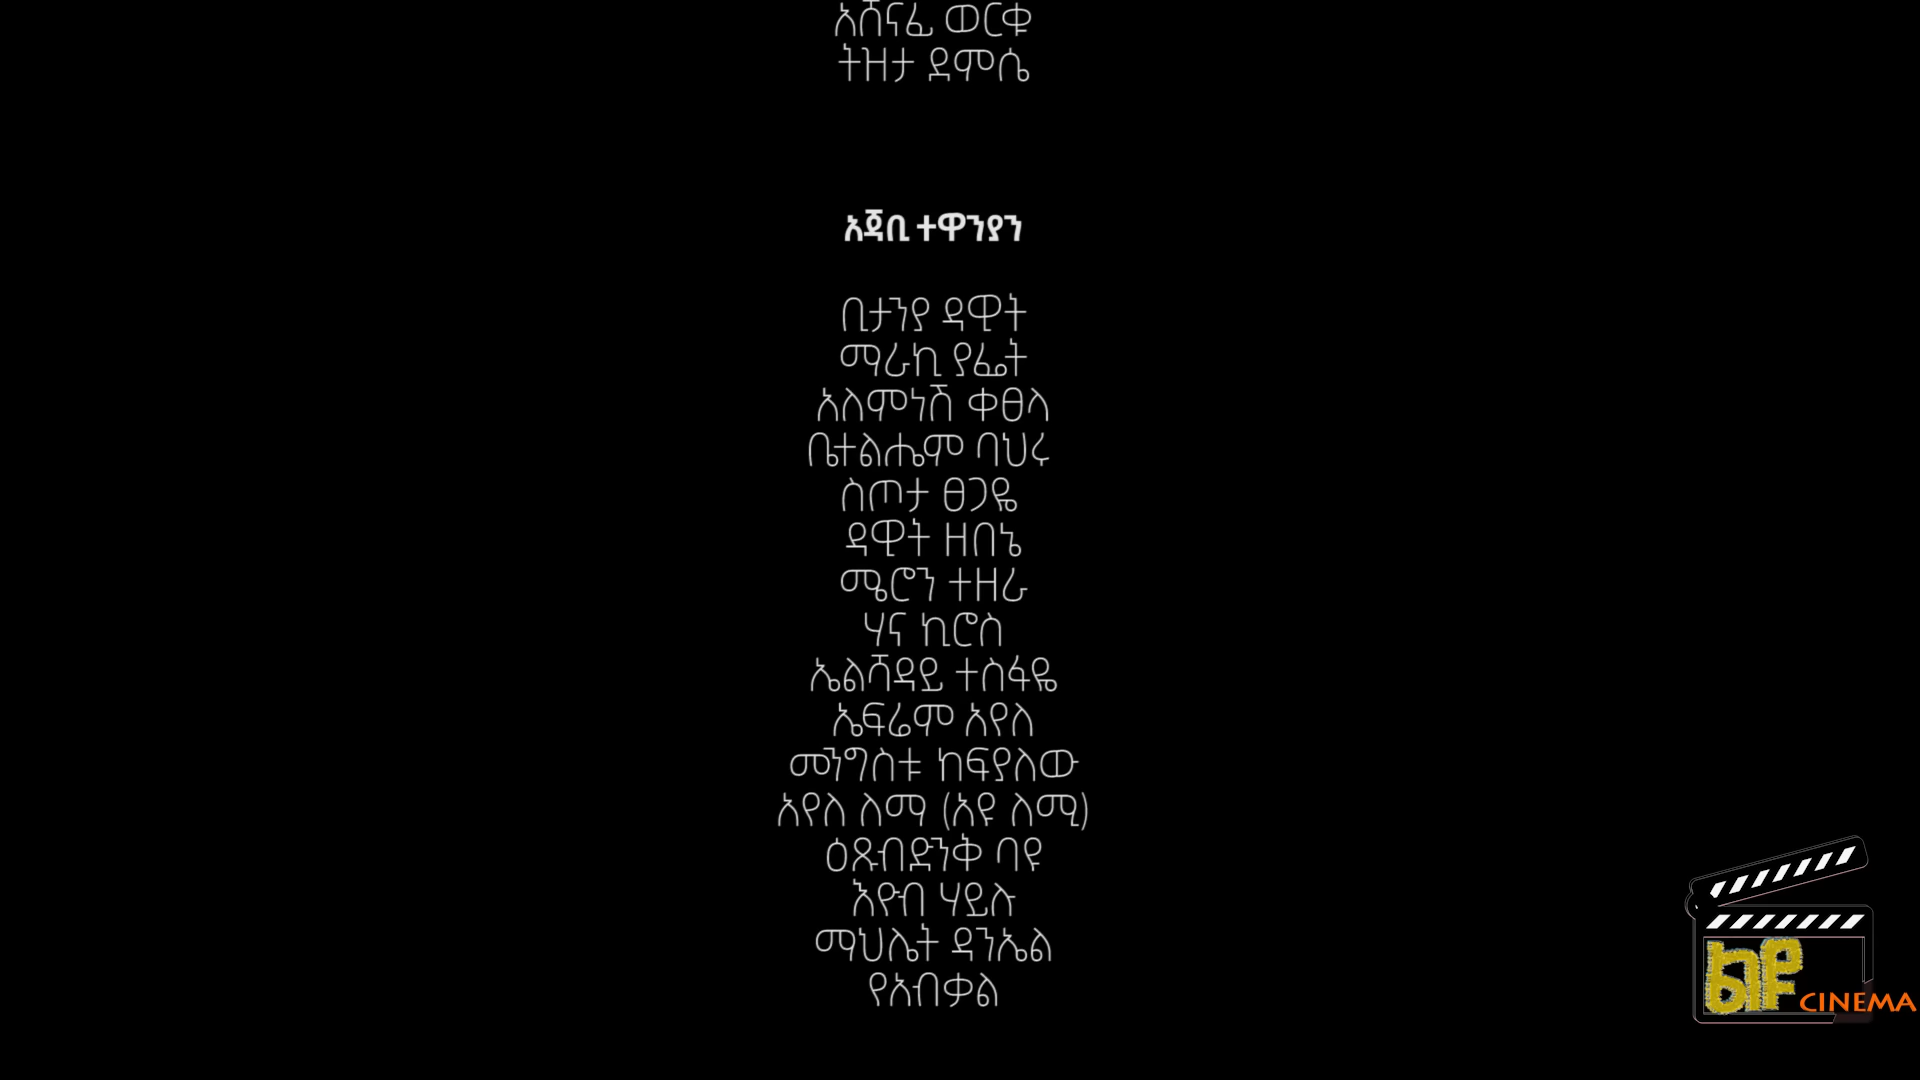 አሸናፊ ወርቁ
ትዝታ ደምሴ
አጃቢ ተዋንያን
ቢታንያ ዳዊት
ማራኪ ያፌት
አለምነሽ ቀፀላ
ቤተልሔም ባህሩ
ስጦታ ፀጋዬ
ዳዊት ዘበኔ
ሜሮን ተዘራ
ሃና ኪሮስ
ኤልሻዳይ ተስፋዬ
ኤፍሬም አየለ
መንግስቱ ከፍያለው
አየለ ለማ (አዩ ለሚ)
ዕጹብድንቅ ባዩ
እዮብ ሃይሉ
ማህሌት ዳንኤል
የአብቃል
CINEMA